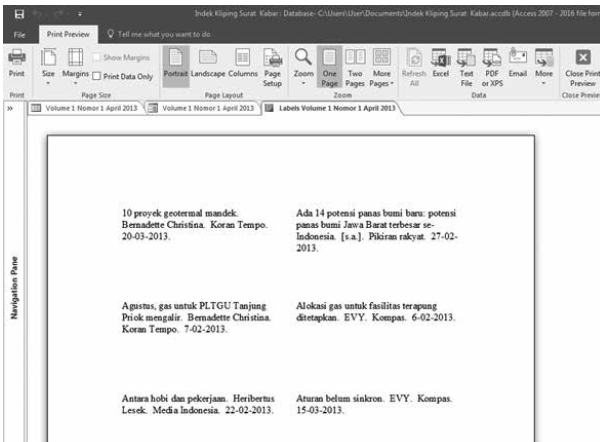 Indek Kliping Surat Kabar : Database- C:\Users\User\Documents\Indek Kliping Surat Kabar.accdb (Access 2007 - 2016 file form
File
Print Preview
Tell me what you want to do
Print
Size
Margins
Show Margins
Print Data Only
Portrait
Landscape
Columns
Page Setup
Zoom
One Page
Two Pages
More Pages
Refresh All
Excel
Text File
PDF or XPS
Email
More
Close Print Preview
Print
Page Size
Page Layout
Zoom
Data
Close Previe
Volume 1 Nomor 1 April 2013
Volume 1 Nomor 1 April 2013
Labels Volume 1 Nomor 1 April 2013
Navigation Pane
10 proyek geotermal mandek.
Bernadette Christina. Koran Tempo.
20-03-2013.
Ada 14 potensi panas bumi baru: potensi
panas bumi Jawa Barat terbesar se-
Indonesia. [s.a.]. Pikiran rakyat. 27-02-
2013.
Agustus, gas untuk PLTGU Tanjung
Priok mengalir. Bernadette Christina.
Koran Tempo. 7-02-2013.
Alokasi gas untuk fasilitas terapung
ditetapkan. EVY. Kompas. 6-02-2013.
Antara hobi dan pekerjaan. Heribertus
Lesek. Media Indonesia. 22-02-2013.
Aturan belum sinkron. EVY. Kompas.
15-03-2013.